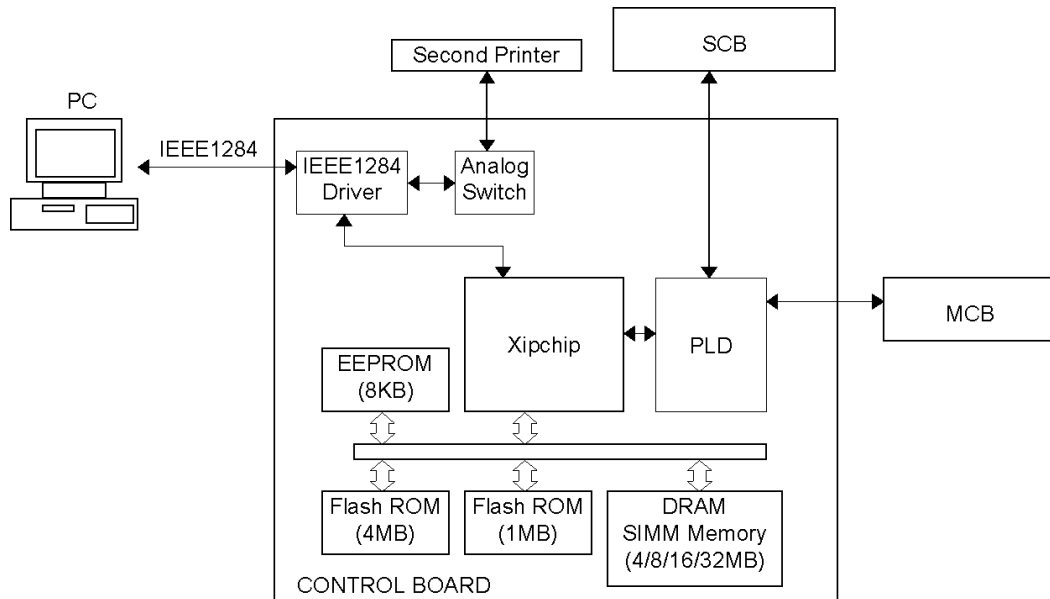 Second Printer
SCB
PC
IEEE1284
IEEE1284
Driver
Analog
Switch
Xipchip
PLD
MCB
EEPROM
(8KB)
Flash ROM
(4MB)
Flash ROM
(1MB)
DRAM
SIMM Memory
(4/8/16/32MB)
CONTROL BOARD